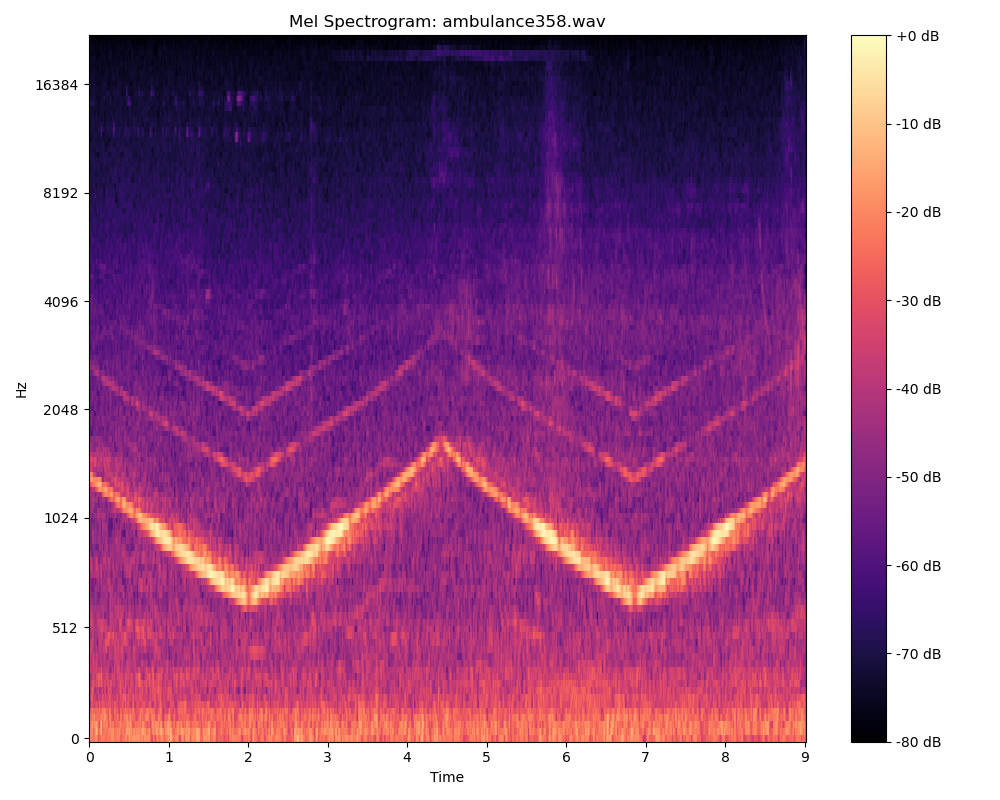 Mel Spectrogram: ambulance358.wav
+0 dB
16384
-10 dB
8192
-20 dB
4096
-30 dB
Hz
-40 dB
2048
-50 dB
1024
-60 dB
512
-70 dB
0
-80 dB
0 1 2 3 4 5 6 7 8 9
Time